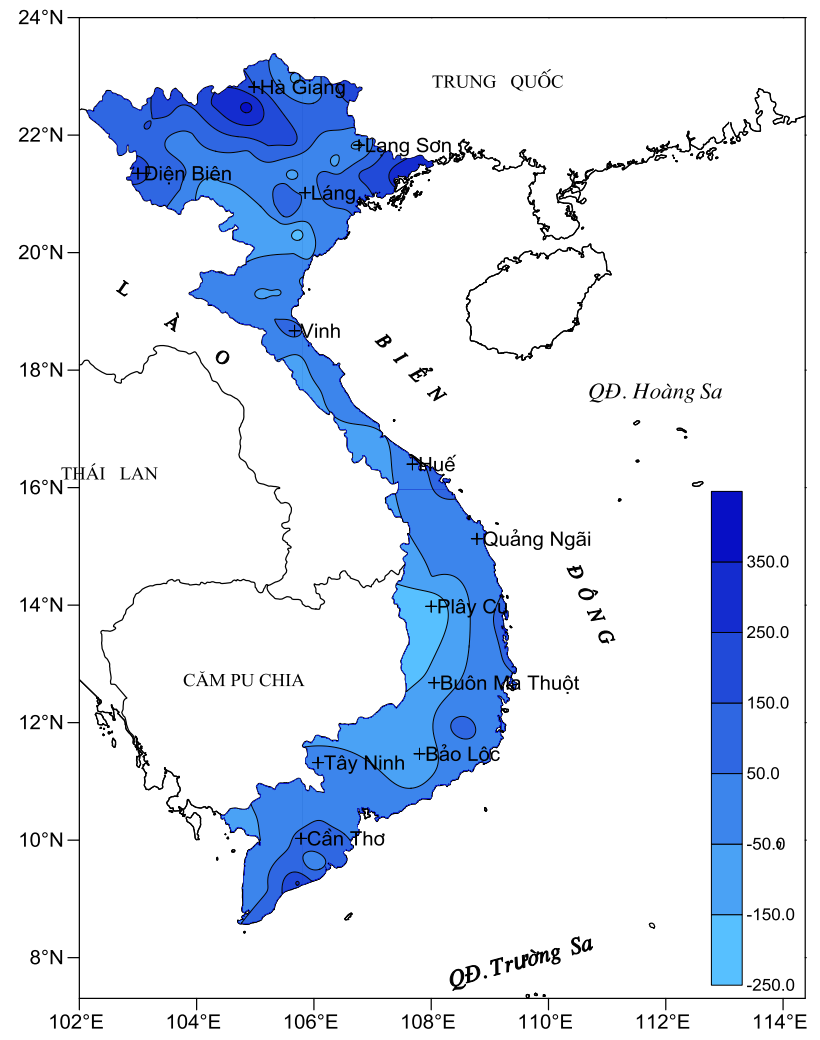 24°N
TRUNG QUỐC
Hà Giang
22°N
Lạng Sơn
Điện Biên
Láng
20°N
LÀO
Vinh
BIỂN
18°N
QĐ. Hoàng Sa
Huế
THÁI LAN
16°N
Quảng Ngãi
350.0
ĐÔNG
14°N
Plây Cu
250.0
CĂM PU CHIA
Buôn Ma Thuột
150.0
12°N
Bảo Lộc
Tây Ninh
50.0
10°N
Cần Thơ
-50.0
-150.0
8°N
QĐ. Trường Sa
-250.0
102°E 104°E 106°E 108°E 110°E 112°E 114°E